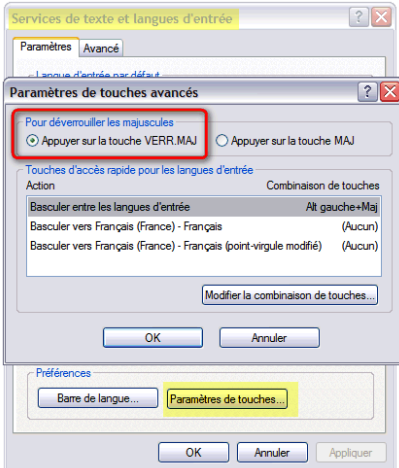 Services de texte et langues d'entrée
Paramètres Avancé
Langue d'entrée par défaut
Paramètres de touches avancés
Pour déverrouiller les majuscules
Appuyer sur la touche VERR.MAJ Appuyer sur la touche MAJ
Touches d'accès rapide pour les langues d'entrée
Action Combinaison de touches
Basculer entre les langues d'entrée Alt gauche+Maj
Basculer vers Français (France) - Français (Aucun)
Basculer vers Français (France) - Français (point-virgule modifié) (Aucun)
Modifier la combinaison de touches...
OK Annuler
Préférences
Barre de langue... Paramètres de touches...
OK Annuler Appliquer